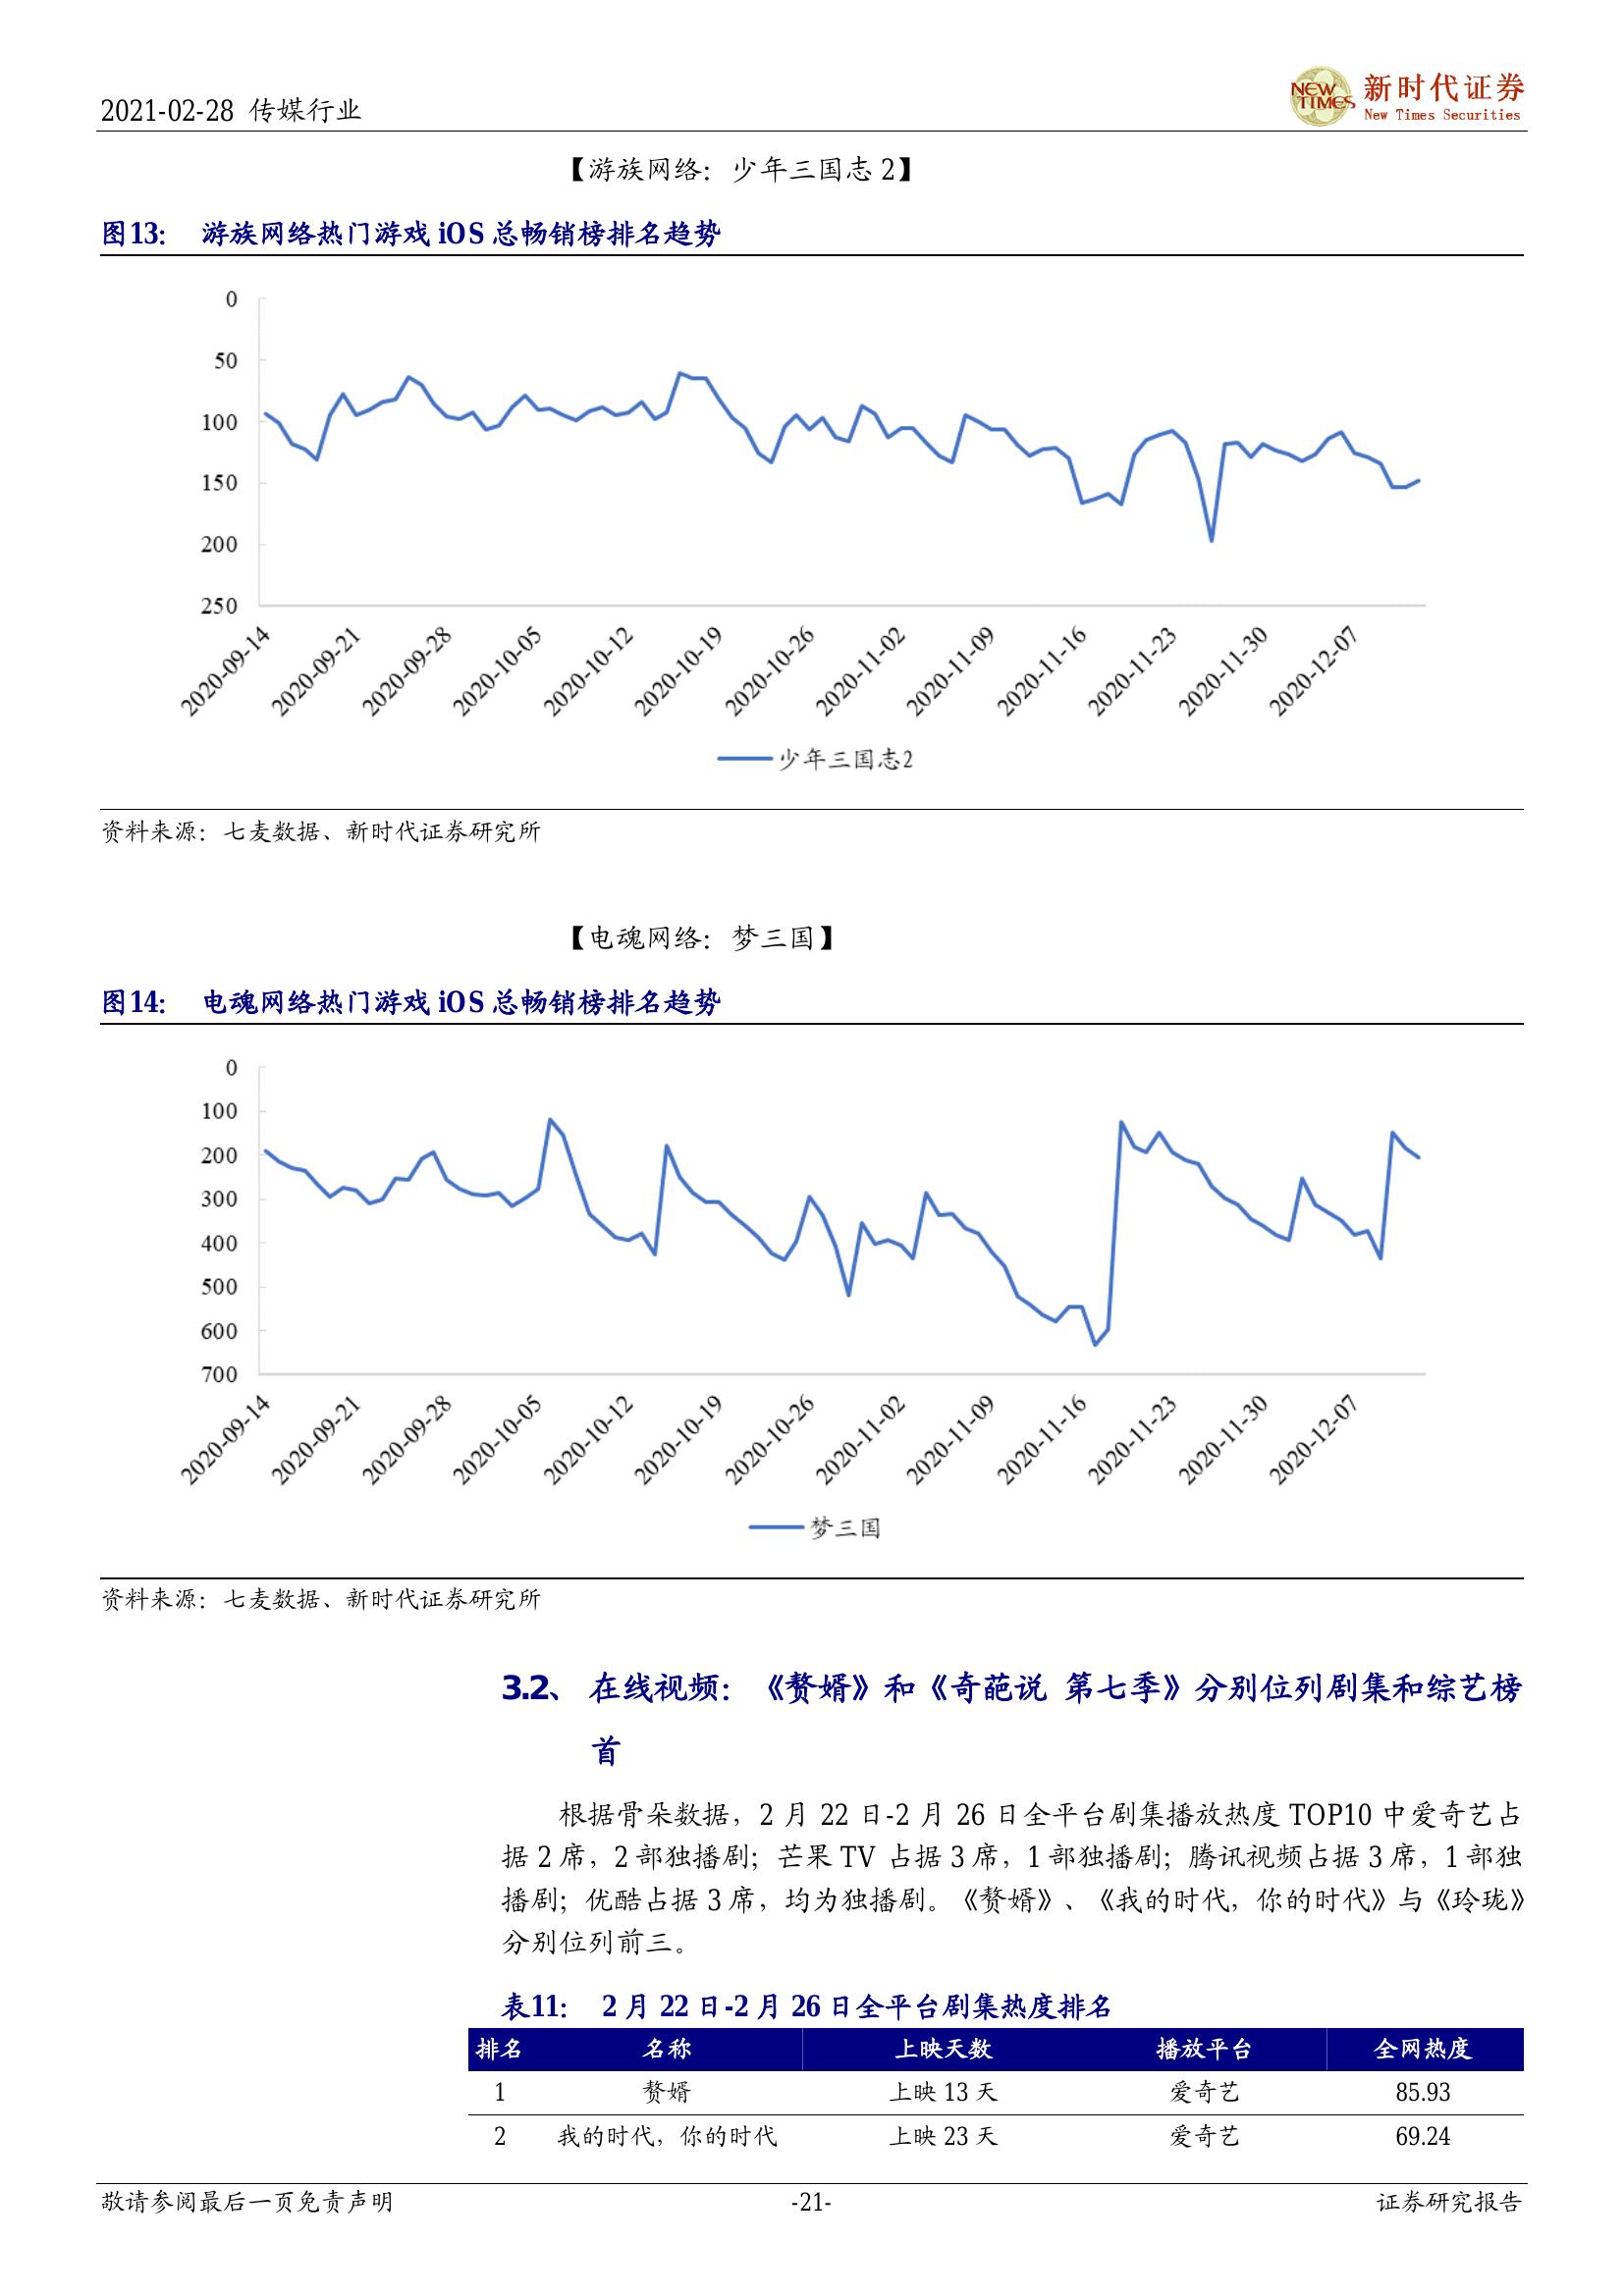 2021-02-28 传媒行业
NEW TIMES
新时代证券
New Times Securities
【游族网络：少年三国志 2】
图13： 游族网络热门游戏 iOS 总畅销榜排名趋势
0
50
100
150
200
250
2020-09-14
2020-09-21
2020-09-28
2020-10-05
2020-10-12
2020-10-19
2020-10-26
2020-11-02
2020-11-09
2020-11-16
2020-11-23
2020-11-30
2020-12-07
少年三国志2
资料来源：七麦数据、新时代证券研究所
【电魂网络：梦三国】
图14： 电魂网络热门游戏 iOS 总畅销榜排名趋势
0
100
200
300
400
500
600
700
2020-09-14
2020-09-21
2020-09-28
2020-10-05
2020-10-12
2020-10-19
2020-10-26
2020-11-02
2020-11-09
2020-11-16
2020-11-23
2020-11-30
2020-12-07
梦三国
资料来源：七麦数据、新时代证券研究所
3.2、 在线视频：《赘婿》和《奇葩说 第七季》分别位列剧集和综艺榜
首
根据骨朵数据，2 月 22 日-2 月 26 日全平台剧集播放热度 TOP10 中爱奇艺占
据 2 席，2 部独播剧；芒果 TV 占据 3 席，1 部独播剧；腾讯视频占据 3 席，1 部独
播剧；优酷占据 3 席，均为独播剧。《赘婿》、《我的时代，你的时代》与《玲珑》
分别位列前三。
表11： 2 月 22 日-2 月 26 日全平台剧集热度排名
排名 名称 上映天数 播放平台 全网热度
1 赘婿 上映 13 天 爱奇艺 85.93
2 我的时代，你的时代 上映 23 天 爱奇艺 69.24
敬请参阅最后一页免责声明 -21- 证券研究报告